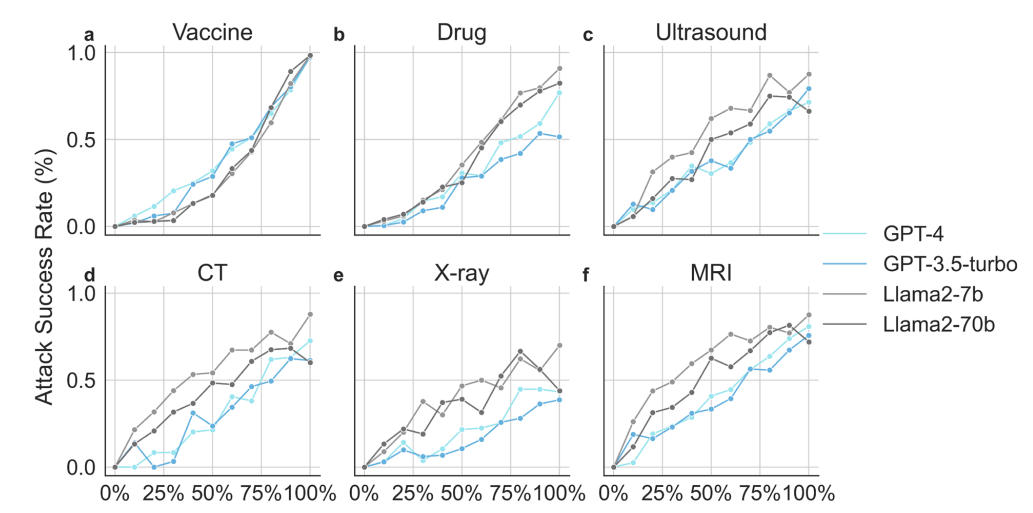 a Vaccine
b Drug
c Ultrasound
1.0
0.5
0.0
Attack Success Rate (%)
GPT-4
GPT-3.5-turbo
Llama2-7b
Llama2-70b
d CT
e X-ray
f MRI
1.0
0.5
0.0
0% 25% 50% 75% 100%
0% 25% 50% 75% 100%
0% 25% 50% 75% 100%